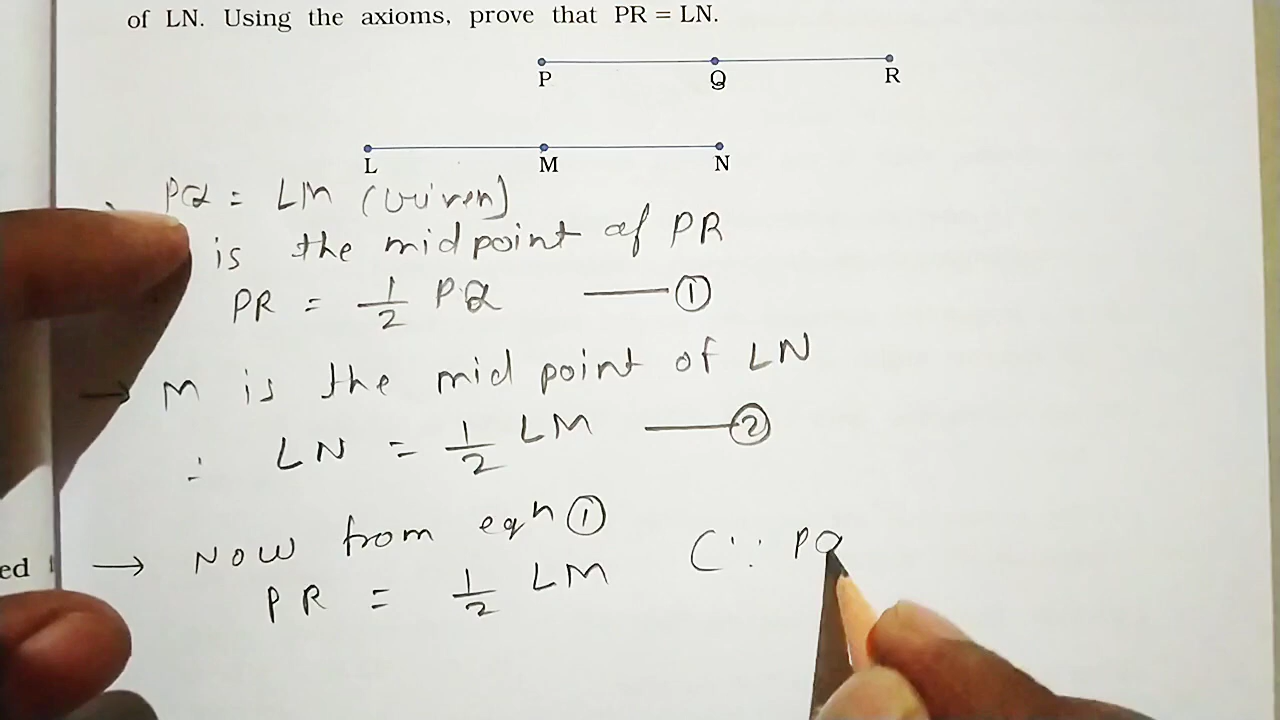 of LN. Using the axioms, prove that PR = LN.
P Q R
L M N
PQ = LM (Given)
is the midpoint of PR
PR = 1/2 PQ —— ①
→ M is the mid point of LN
∴ LN = 1/2 LM —— ②
ed
→ NOW from eqn ①
PR = 1/2 LM (∵ PQ